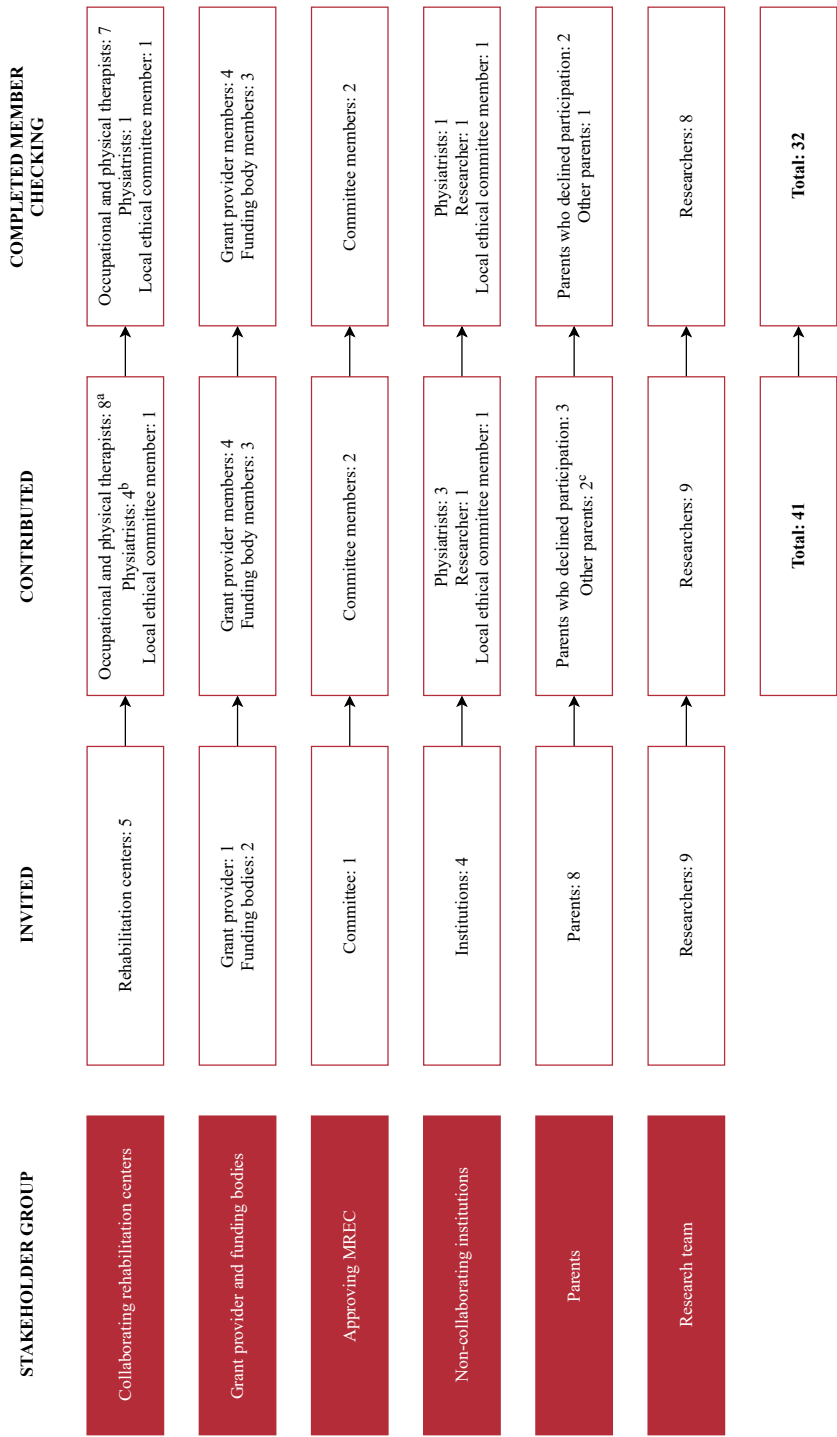 STAKEHOLDER GROUP
INVITED
CONTRIBUTED
COMPLETED MEMBER
CHECKING
Collaborating rehabilitation centers
Rehabilitation centers: 5
Occupational and physical therapists: 8a
Physiatrists: 4b
Local ethical committee member: 1
Occupational and physical therapists: 7
Physiatrists: 1
Local ethical committee member: 1
Grant provider and funding bodies
Grant provider: 1
Funding bodies: 2
Grant provider members: 4
Funding body members: 3
Grant provider members: 4
Funding body members: 3
Approving MREC
Committee: 1
Committee members: 2
Committee members: 2
Non-collaborating institutions
Institutions: 4
Physiatrists: 3
Researcher: 1
Local ethical committee member: 1
Physiatrists: 1
Researcher: 1
Local ethical committee member: 1
Parents
Parents: 8
Parents who declined participation: 3
Other parents: 2c
Parents who declined participation: 2
Other parents: 1
Research team
Researchers: 9
Researchers: 9
Researchers: 8
Total: 41
Total: 32